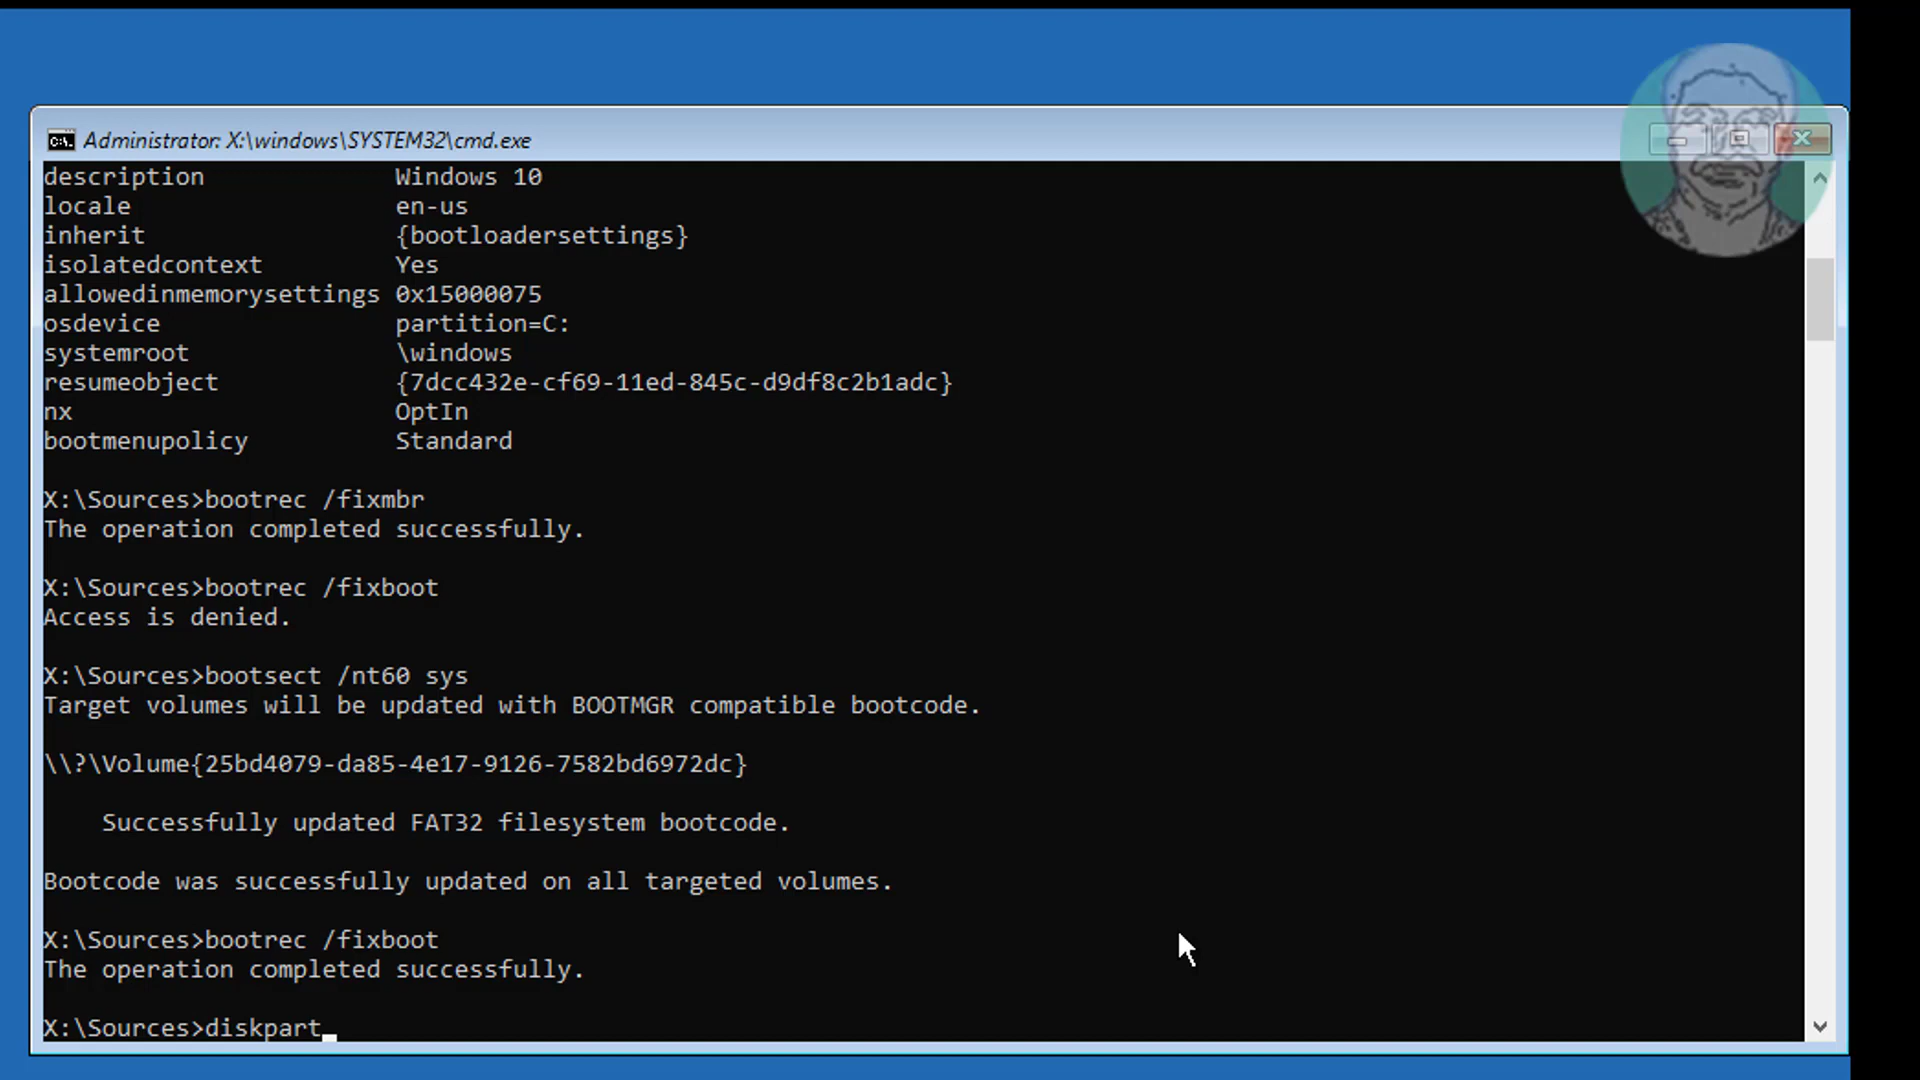 Administrator: X:\windows\SYSTEM32\cmd.exe
description             Windows 10
locale                  en-us
inherit                 {bootloadersettings}
isolatedcontext         Yes
allowedinmemorysettings 0x15000075
osdevice                partition=C:
systemroot              \windows
resumeobject            {7dcc432e-cf69-11ed-845c-d9df8c2b1adc}
nx                      OptIn
bootmenupolicy          Standard
X:\Sources>bootrec /fixmbr
The operation completed successfully.
X:\Sources>bootrec /fixboot
Access is denied.
X:\Sources>bootsect /nt60 sys
Target volumes will be updated with BOOTMGR compatible bootcode.
\\?\Volume{25bd4079-da85-4e17-9126-7582bd6972dc}
    Successfully updated FAT32 filesystem bootcode.
Bootcode was successfully updated on all targeted volumes.
X:\Sources>bootrec /fixboot
The operation completed successfully.
X:\Sources>diskpart